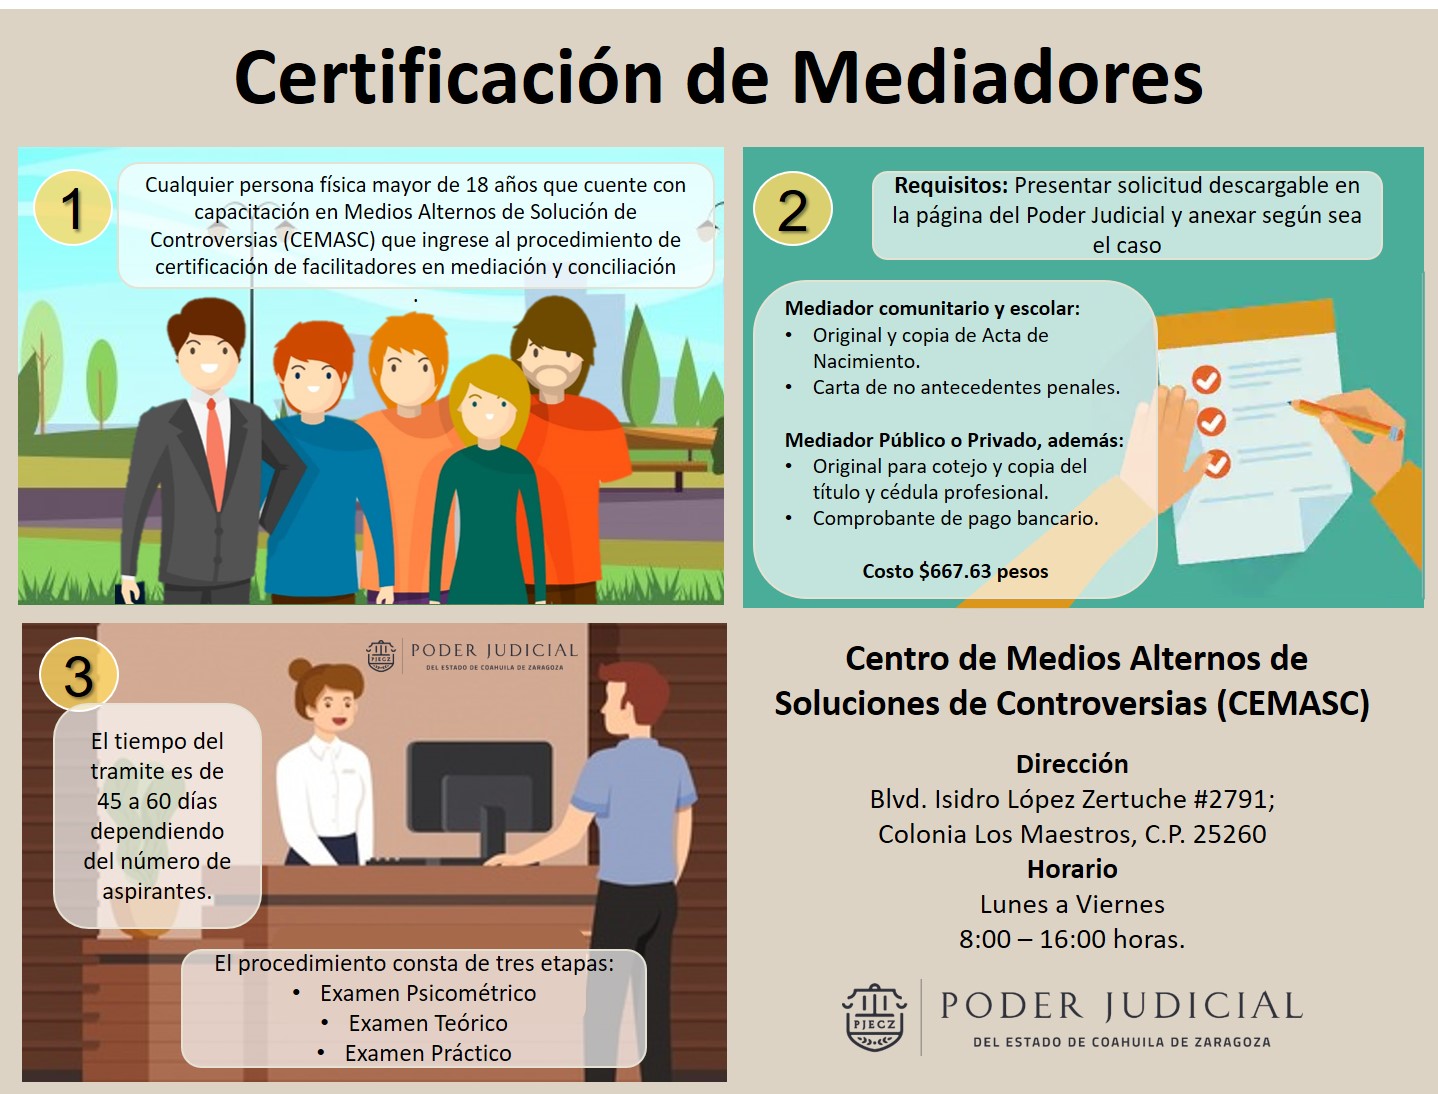 Certificación de Mediadores
1
Cualquier persona física mayor de 18 años que cuente con
capacitación en Medios Alternos de Solución de
Controversias (CEMASC) que ingrese al procedimiento de
certificación de facilitadores en mediación y conciliación
.
2
Requisitos: Presentar solicitud descargable en
la página del Poder Judicial y anexar según sea
el caso
Mediador comunitario y escolar:
• Original y copia de Acta de
Nacimiento.
• Carta de no antecedentes penales.
Mediador Público o Privado, además:
• Original para cotejo y copia del
título y cédula profesional.
• Comprobante de pago bancario.
Costo $667.63 pesos
3
PJECZ
PODER JUDICIAL
DEL ESTADO DE COAHUILA DE ZARAGOZA
El tiempo del
tramite es de
45 a 60 días
dependiendo
del número de
aspirantes.
El procedimiento consta de tres etapas:
• Examen Psicométrico
• Examen Teórico
• Examen Práctico
Centro de Medios Alternos de
Soluciones de Controversias (CEMASC)
Dirección
Blvd. Isidro López Zertuche #2791;
Colonia Los Maestros, C.P. 25260
Horario
Lunes a Viernes
8:00 – 16:00 horas.
PJECZ
PODER JUDICIAL
DEL ESTADO DE COAHUILA DE ZARAGOZA